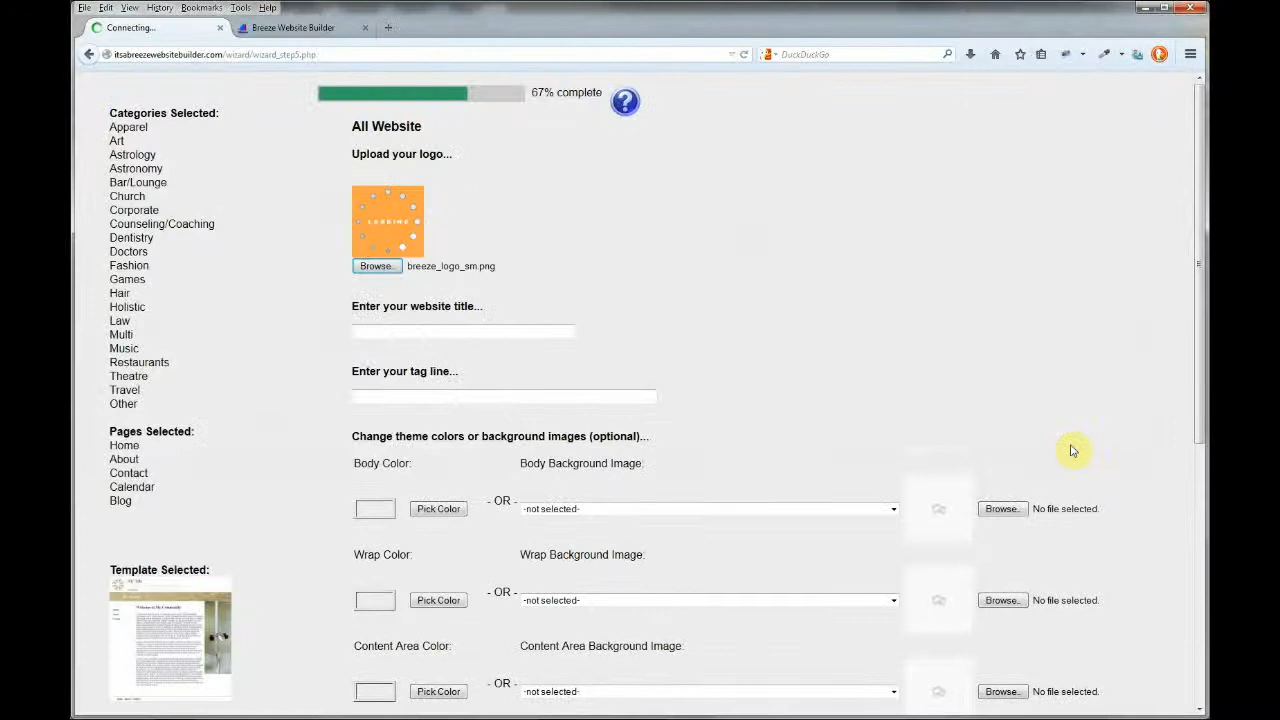 File Edit View History Bookmarks Tools Help
Connecting...
Breeze Website Builder
itsabreezewebsitebuilder.com/wizard/wizard_step5.php
DuckDuckGo
67% complete
?
Categories Selected:
Apparel
Art
Astrology
Astronomy
Bar/Lounge
Church
Corporate
Counseling/Coaching
Dentistry
Doctors
Fashion
Games
Hair
Holistic
Law
Multi
Music
Restaurants
Theatre
Travel
Other
Pages Selected:
Home
About
Contact
Calendar
Blog
Template Selected:
All Website
Upload your logo...
LOADING
Browse.. breeze_logo_sm.png
Enter your website title...
Enter your tag line...
Change theme colors or background images (optional)...
Body Color: Body Background Image:
Pick Color - OR - -not selected- Browse.. No file selected.
Wrap Color: Wrap Background Image:
Pick Color - OR - -not selected- Browse.. No file selected.
Content Area Color: Content Area Background Image:
Pick Color - OR - -not selected- Browse.. No file selected.